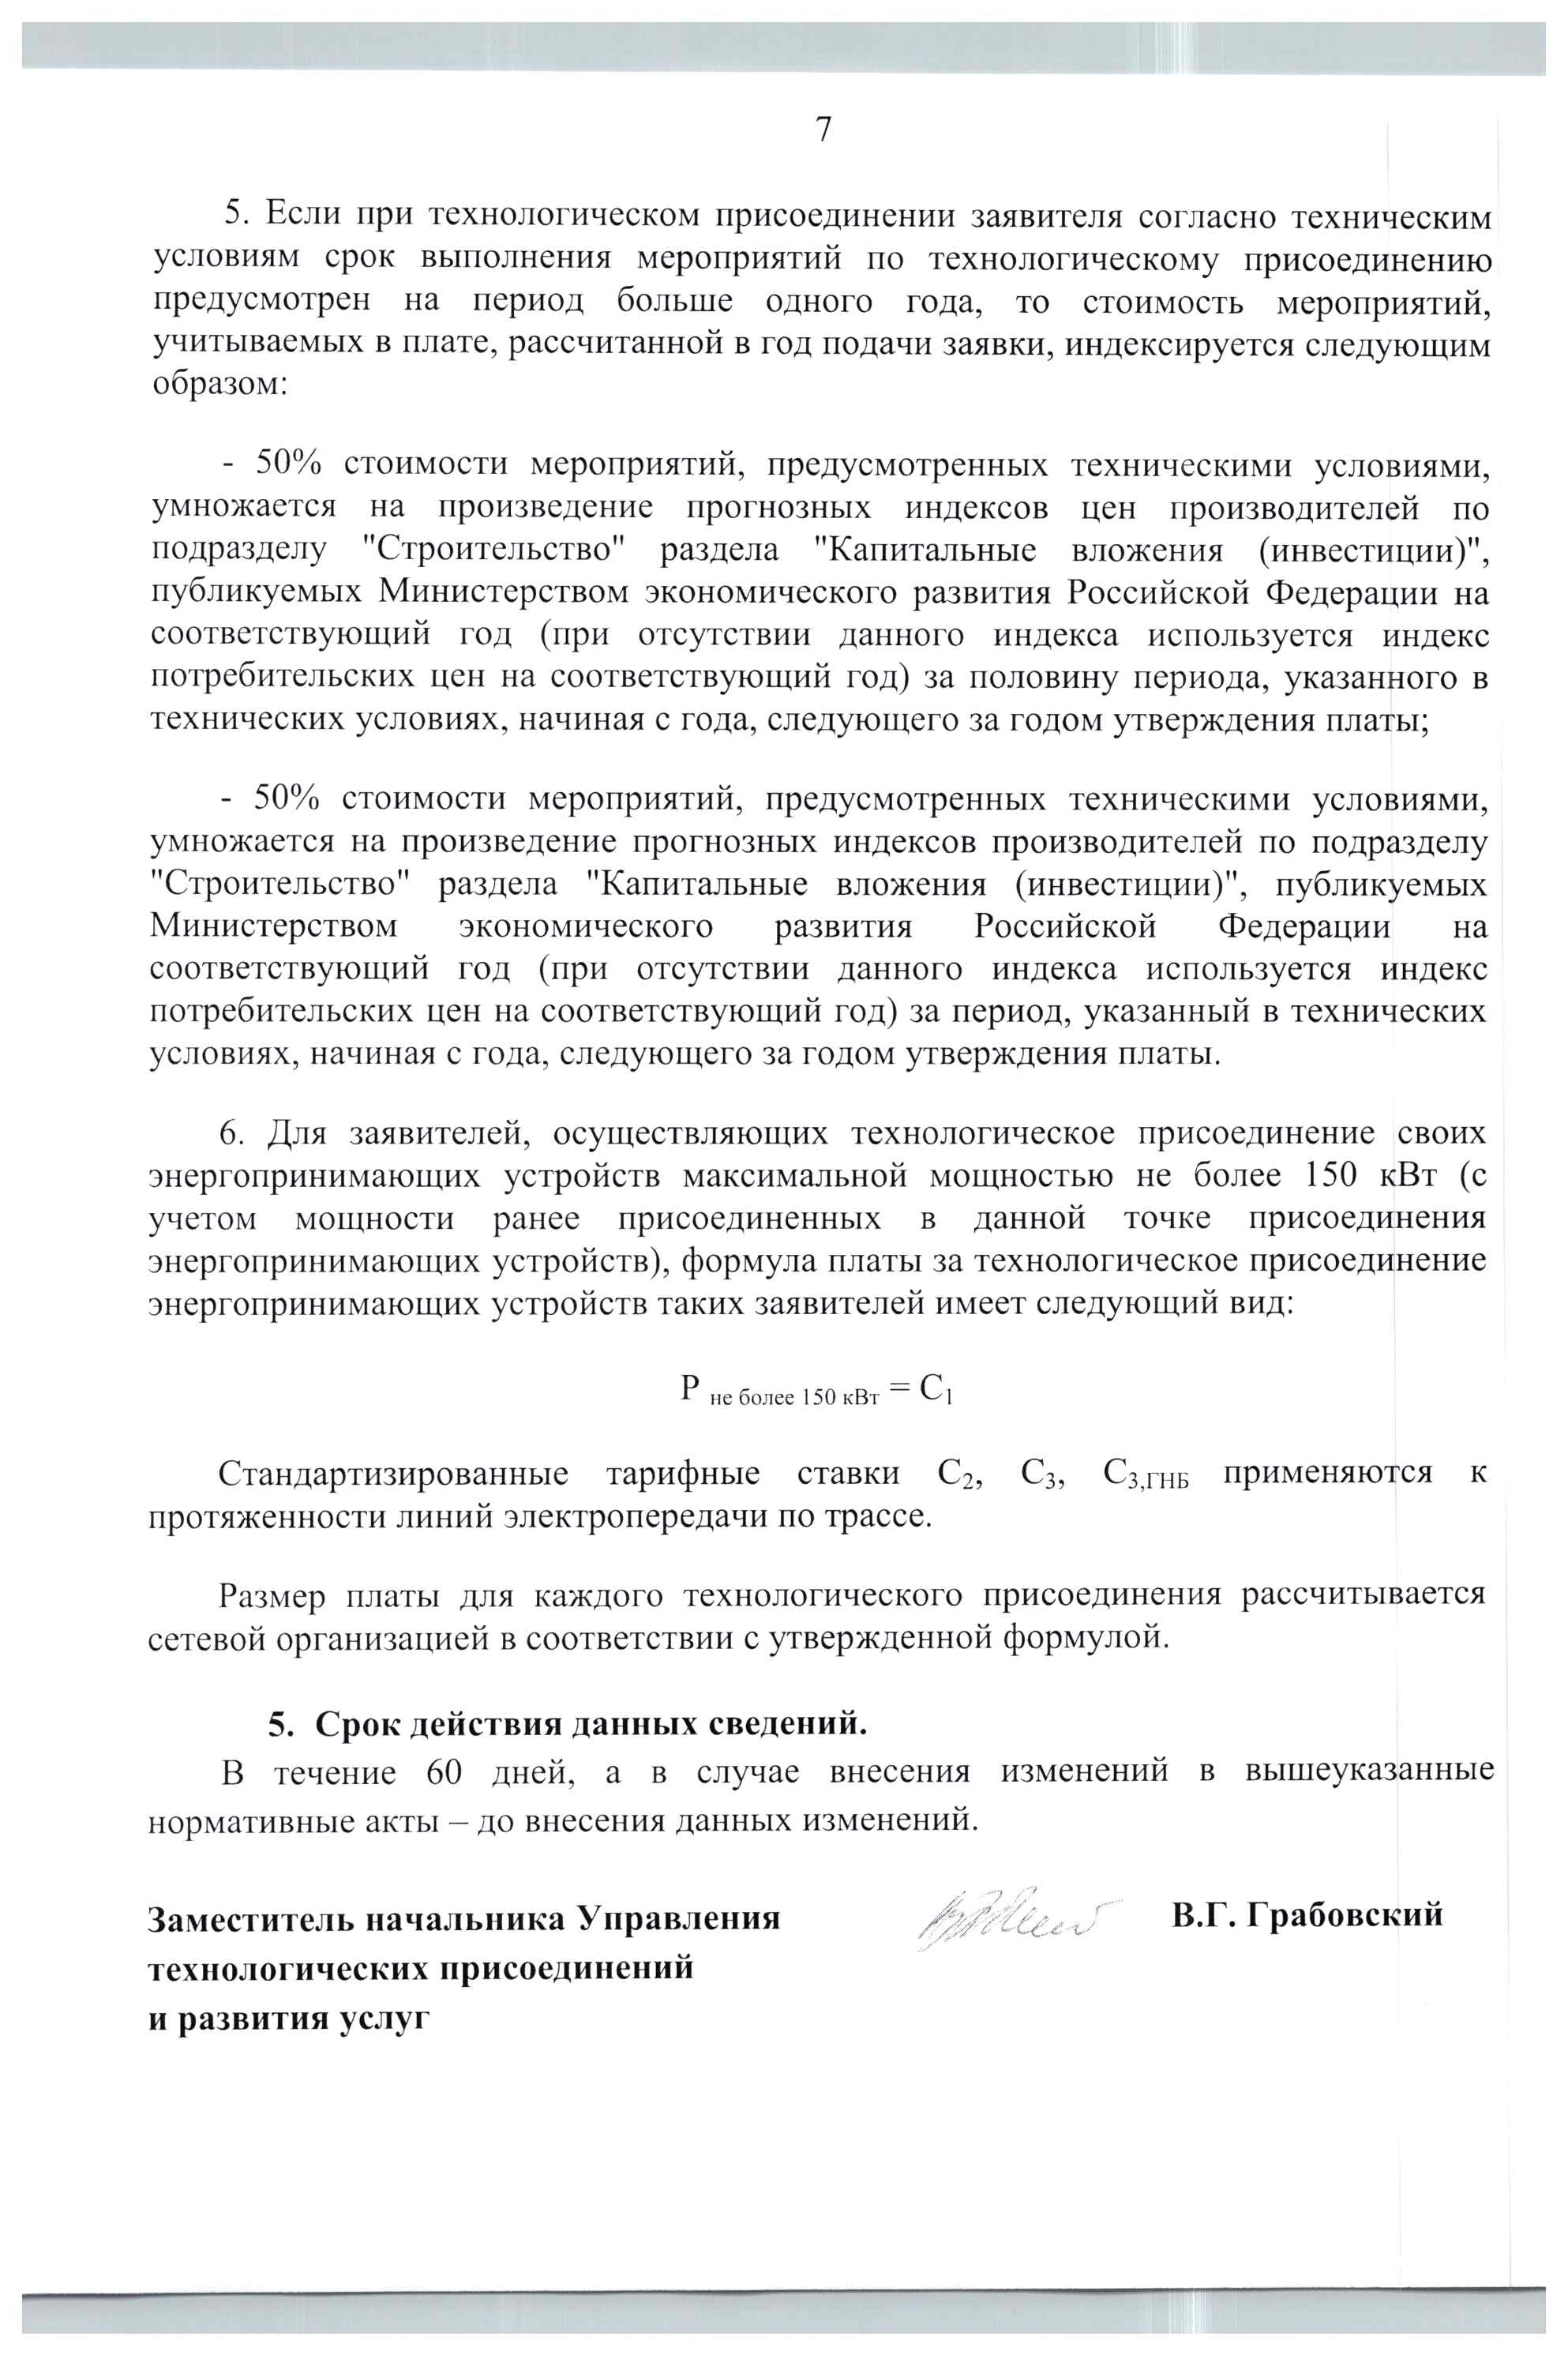 7
5. Если при технологическом присоединении заявителя согласно техническим
условиям срок выполнения мероприятий по технологическому присоединению
предусмотрен на период больше одного года, то стоимость мероприятий,
учитываемых в плате, рассчитанной в год подачи заявки, индексируется следующим
образом:
- 50% стоимости мероприятий, предусмотренных техническими условиями,
умножается на произведение прогнозных индексов цен производителей по
подразделу "Строительство" раздела "Капитальные вложения (инвестиции)",
публикуемых Министерством экономического развития Российской Федерации на
соответствующий год (при отсутствии данного индекса используется индекс
потребительских цен на соответствующий год) за половину периода, указанного в
технических условиях, начиная с года, следующего за годом утверждения платы;
- 50% стоимости мероприятий, предусмотренных техническими условиями,
умножается на произведение прогнозных индексов производителей по подразделу
"Строительство" раздела "Капитальные вложения (инвестиции)", публикуемых
Министерством экономического развития Российской Федерации на
соответствующий год (при отсутствии данного индекса используется индекс
потребительских цен на соответствующий год) за период, указанный в технических
условиях, начиная с года, следующего за годом утверждения платы.
6. Для заявителей, осуществляющих технологическое присоединение своих
энергопринимающих устройств максимальной мощностью не более 150 кВт (с
учетом мощности ранее присоединенных в данной точке присоединения
энергопринимающих устройств), формула платы за технологическое присоединение
энергопринимающих устройств таких заявителей имеет следующий вид:
Р не более 150 кВт = С1
Стандартизированные тарифные ставки С2, С3, С3,ГНБ применяются к
протяженности линий электропередачи по трассе.
Размер платы для каждого технологического присоединения рассчитывается
сетевой организацией в соответствии с утвержденной формулой.
5. Срок действия данных сведений.
В течение 60 дней, а в случае внесения изменений в вышеуказанные
нормативные акты – до внесения данных изменений.
Заместитель начальника Управления В.Г. Грабовский
технологических присоединений
и развития услуг